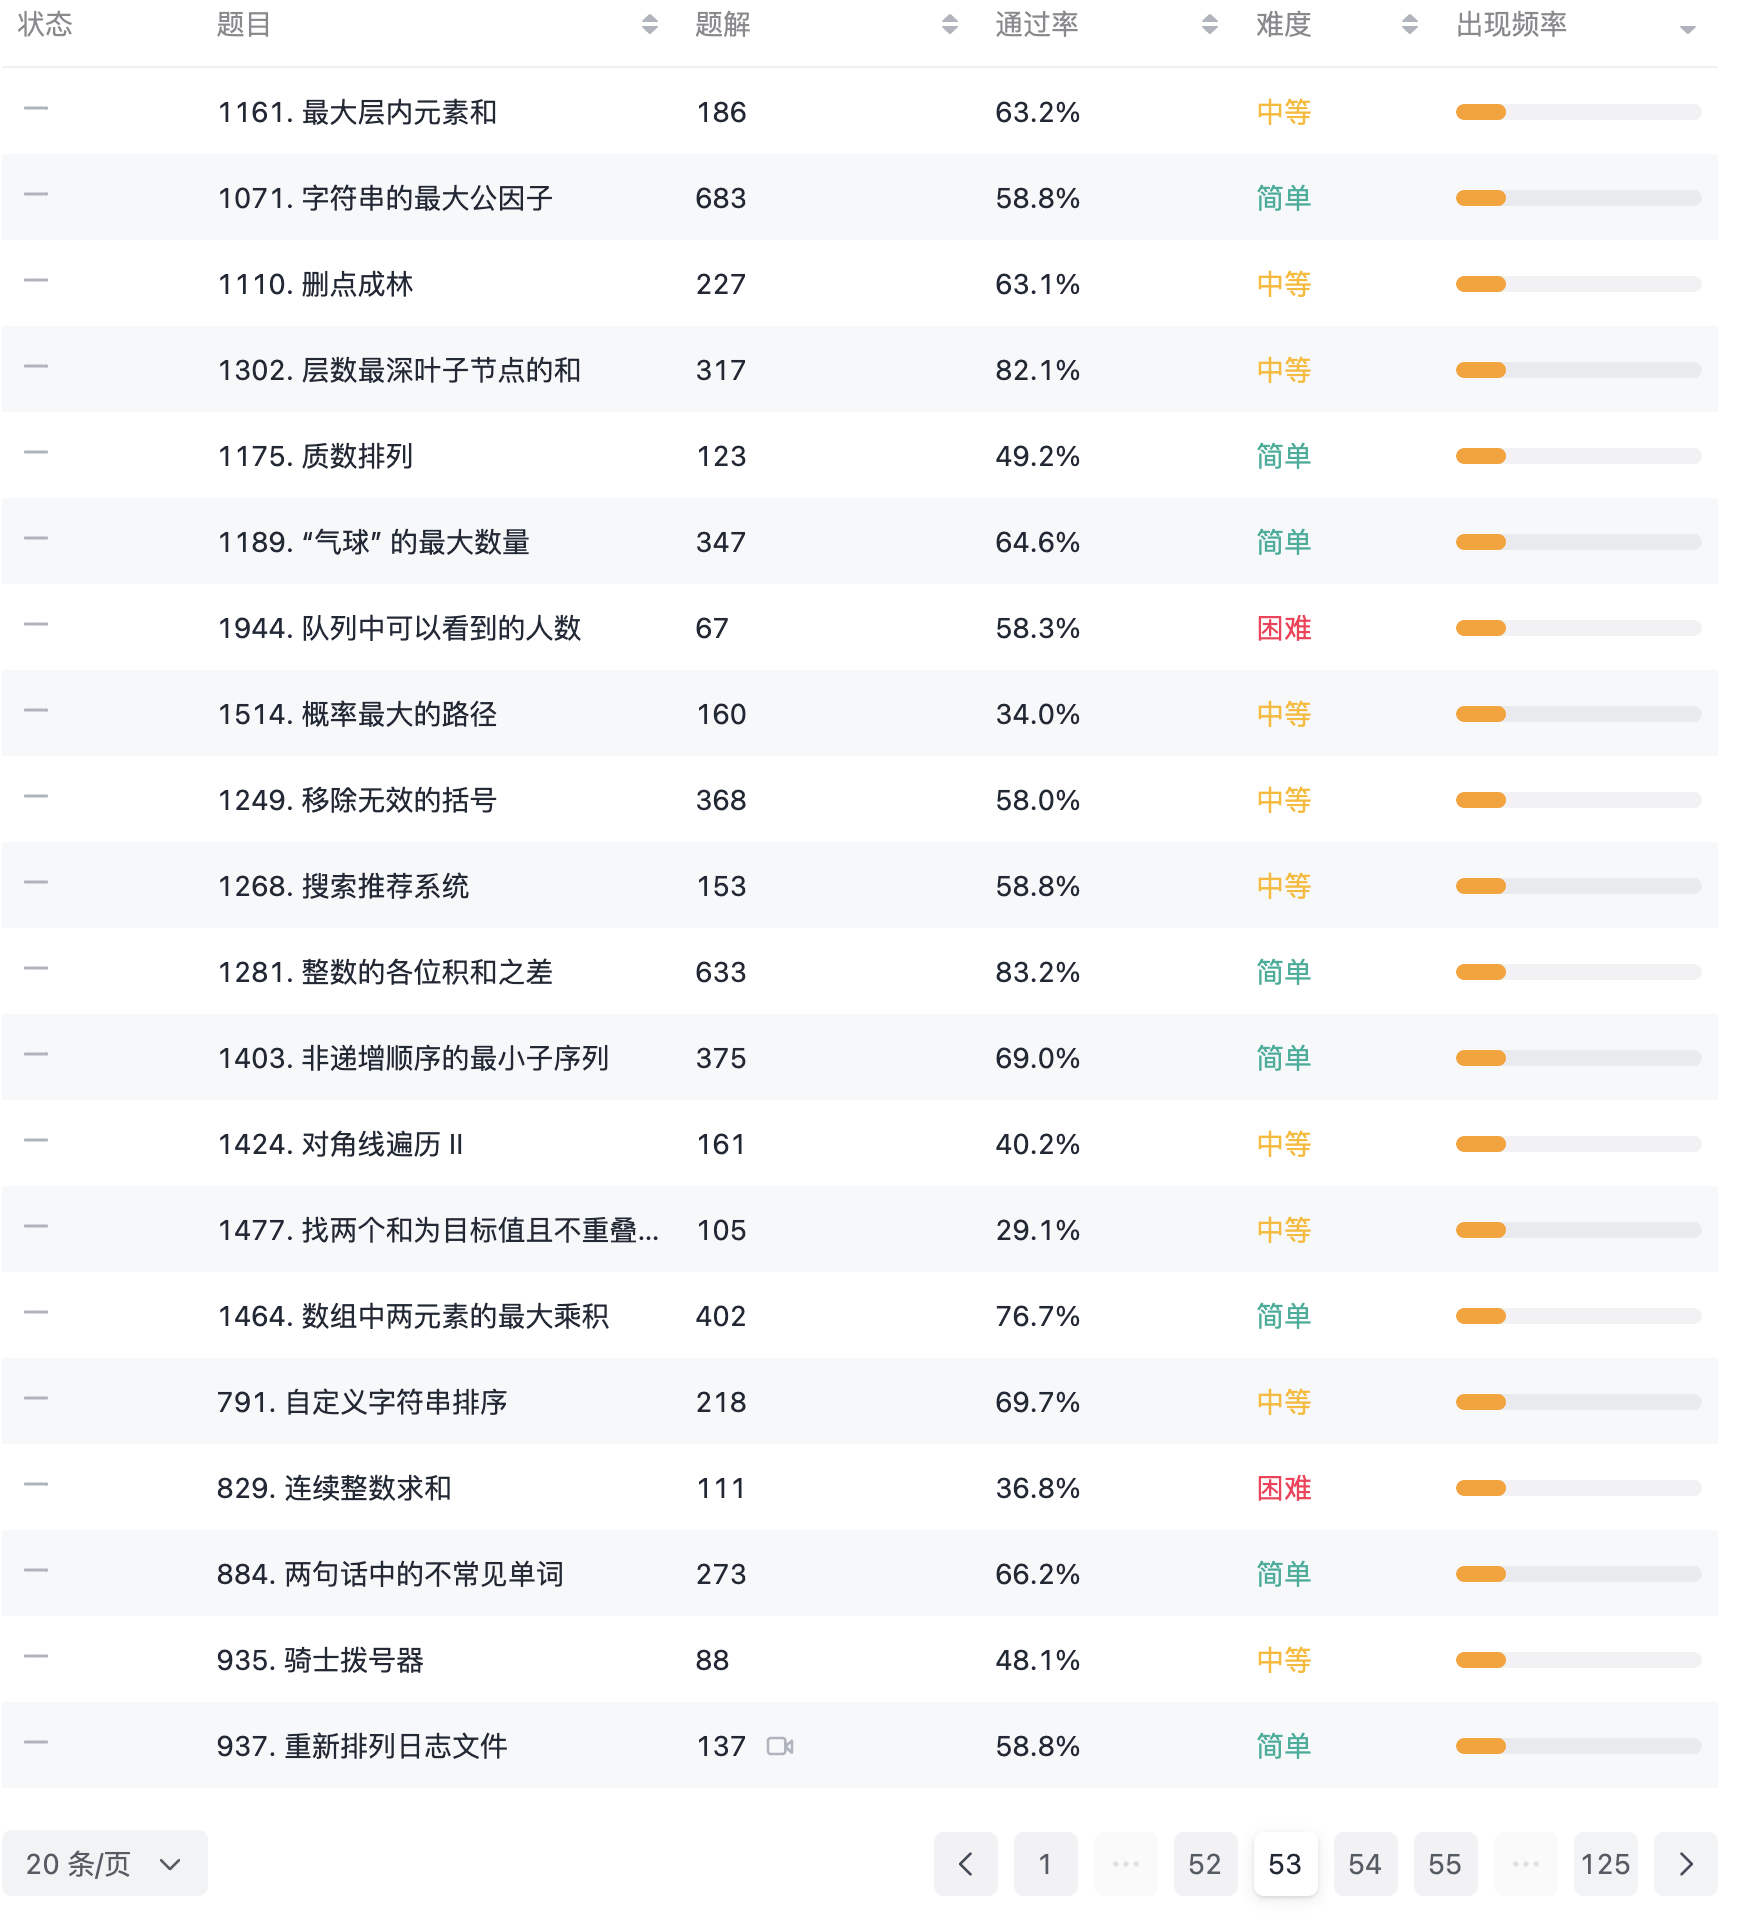 状态 题目 题解 通过率 难度 出现频率
1161. 最大层内元素和 186 63.2% 中等
1071. 字符串的最大公因子 683 58.8% 简单
1110. 删点成林 227 63.1% 中等
1302. 层数最深叶子节点的和 317 82.1% 中等
1175. 质数排列 123 49.2% 简单
1189. “气球” 的最大数量 347 64.6% 简单
1944. 队列中可以看到的人数 67 58.3% 困难
1514. 概率最大的路径 160 34.0% 中等
1249. 移除无效的括号 368 58.0% 中等
1268. 搜索推荐系统 153 58.8% 中等
1281. 整数的各位积和之差 633 83.2% 简单
1403. 非递增顺序的最小子序列 375 69.0% 简单
1424. 对角线遍历 II 161 40.2% 中等
1477. 找两个和为目标值且不重叠... 105 29.1% 中等
1464. 数组中两元素的最大乘积 402 76.7% 简单
791. 自定义字符串排序 218 69.7% 中等
829. 连续整数求和 111 36.8% 困难
884. 两句话中的不常见单词 273 66.2% 简单
935. 骑士拨号器 88 48.1% 中等
937. 重新排列日志文件 137 58.8% 简单
20 条/页 1 ... 52 53 54 55 ... 125